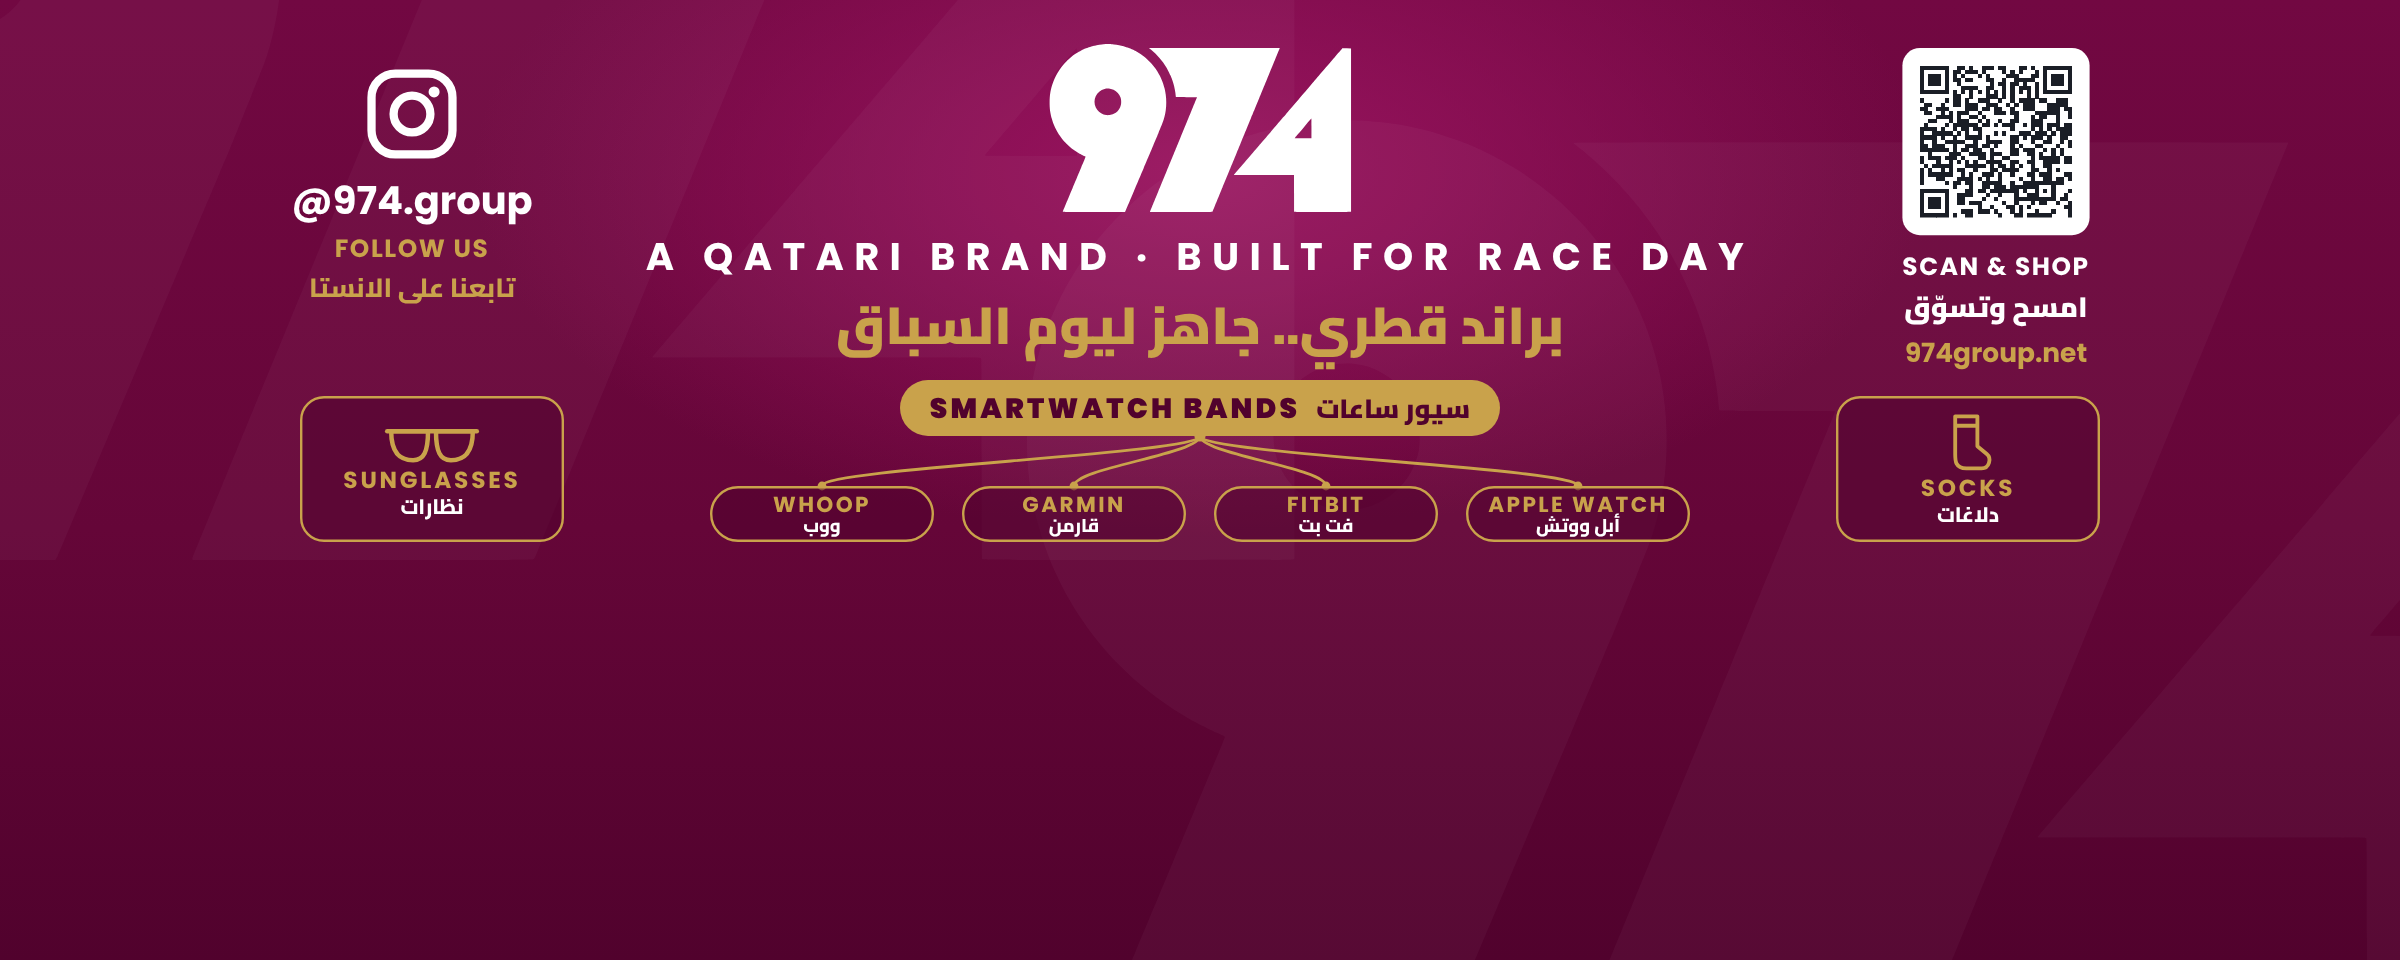 @974.group
FOLLOW US
تابعنا على الانستا
974
A QATARI BRAND · BUILT FOR RACE DAY
براند قطري.. جاهز ليوم السباق
SCAN & SHOP
امسح وتسوّق
974group.net
SMARTWATCH BANDS سيور ساعات
SUNGLASSES
نظارات
WHOOP
ووب
GARMIN
قارمن
FITBIT
فت بت
APPLE WATCH
أبل ووتش
SOCKS
دلاغات